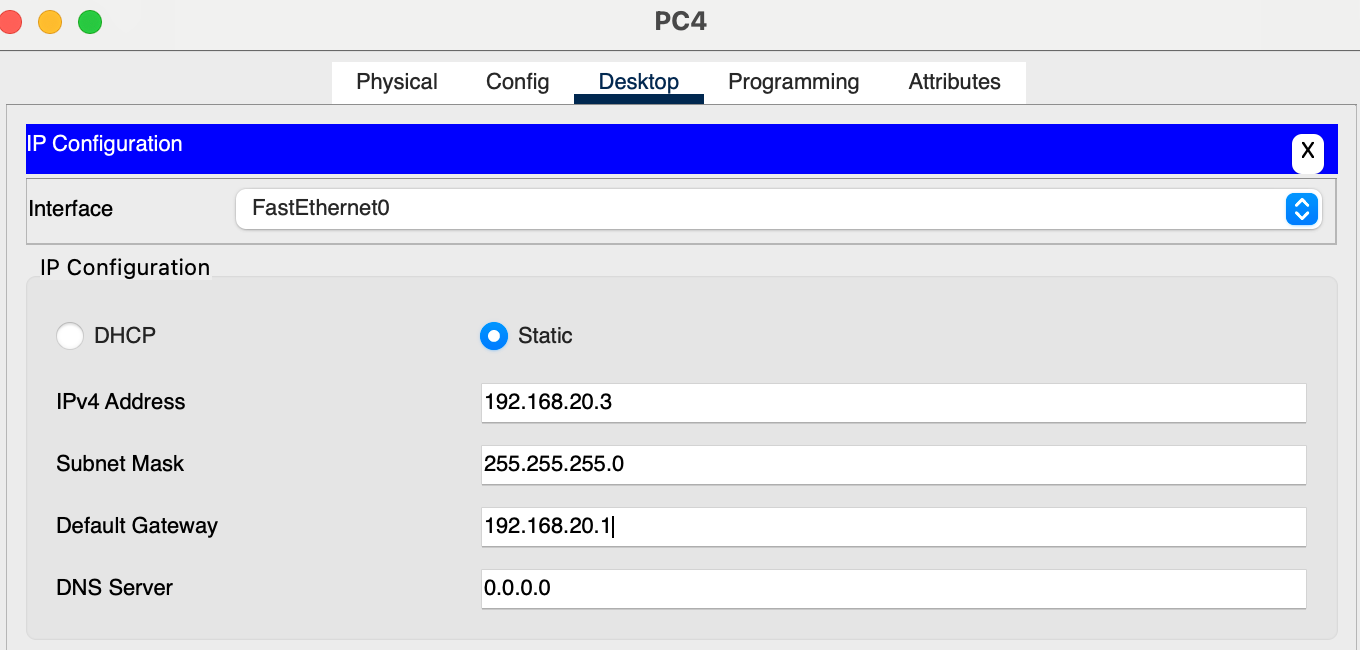 PC4
Physical Config Desktop Programming Attributes
IP Configuration
X
Interface FastEthernet0
IP Configuration
DHCP Static
IPv4 Address 192.168.20.3
Subnet Mask 255.255.255.0
Default Gateway 192.168.20.1
DNS Server 0.0.0.0